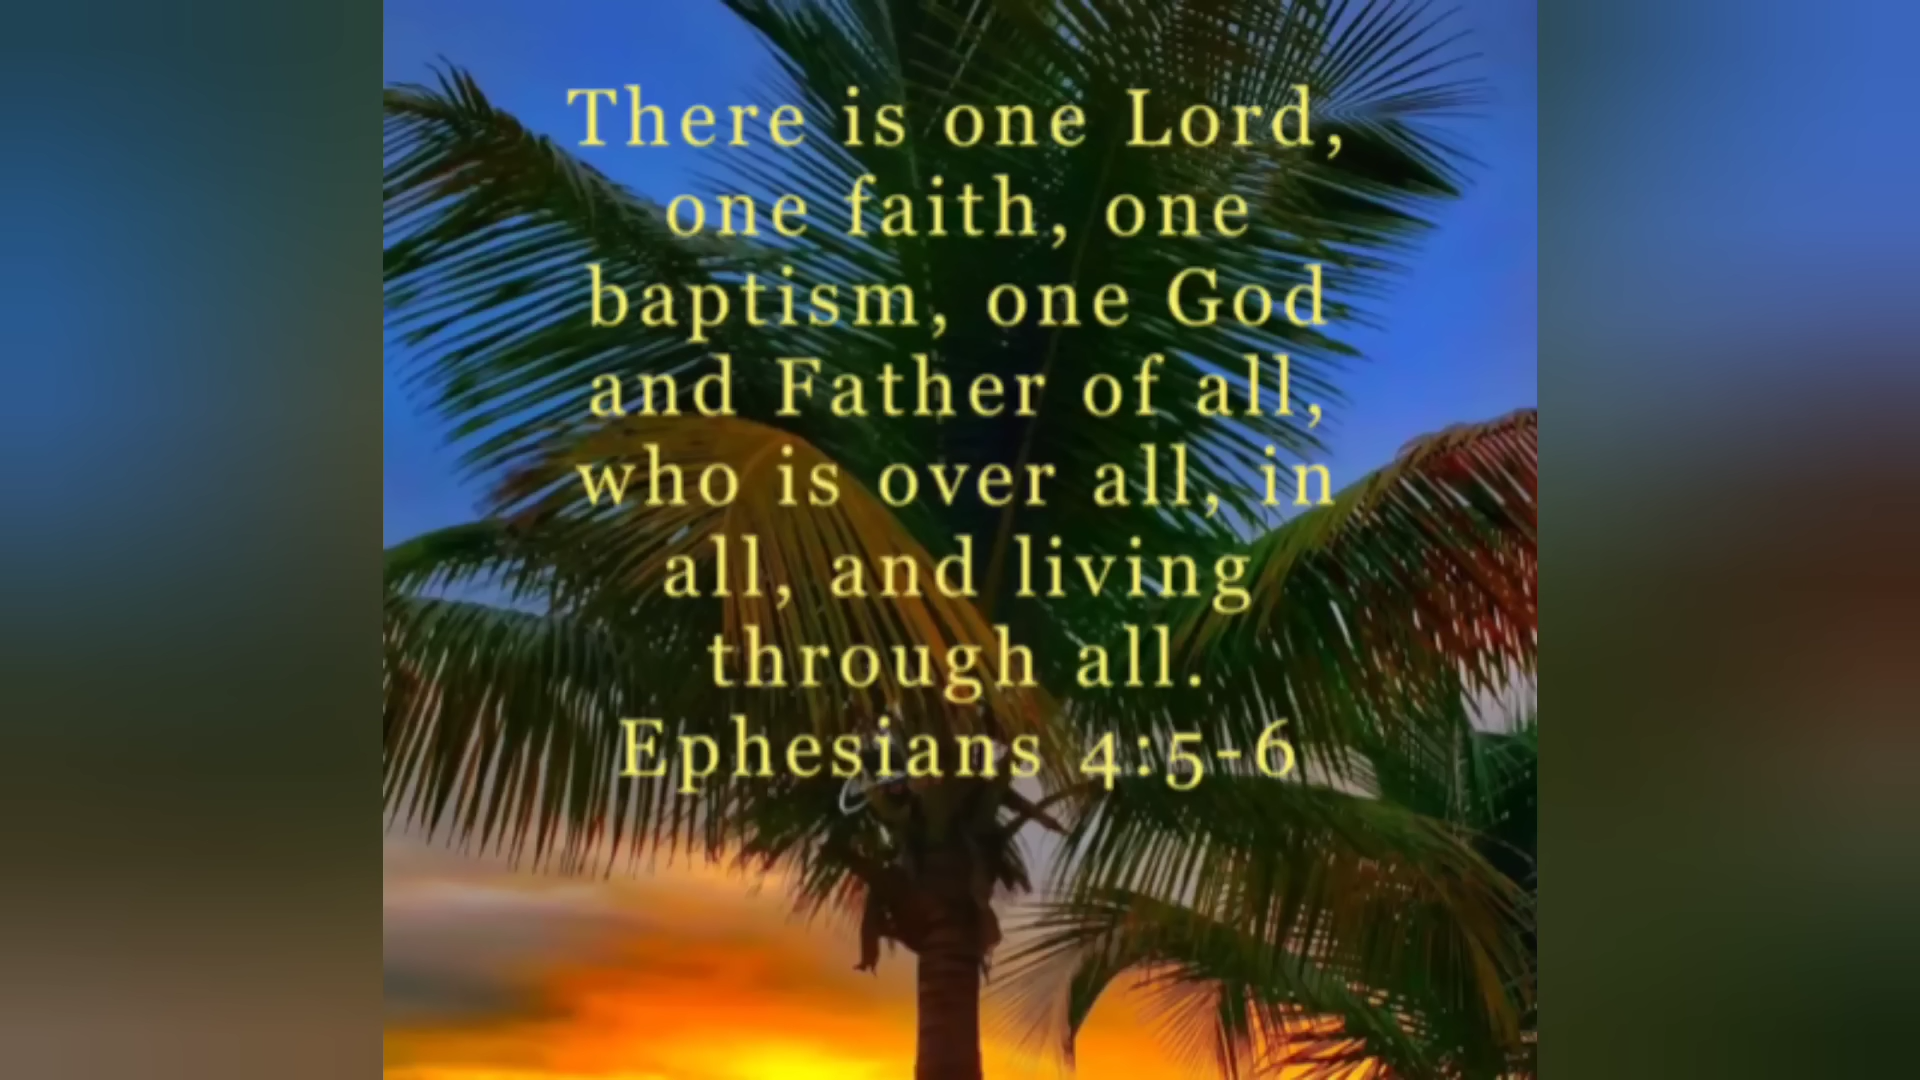 There is one Lord,
one faith, one
baptism, one God
and Father of all,
who is over all, in
all, and living
through all.
Ephesians 4:5-6